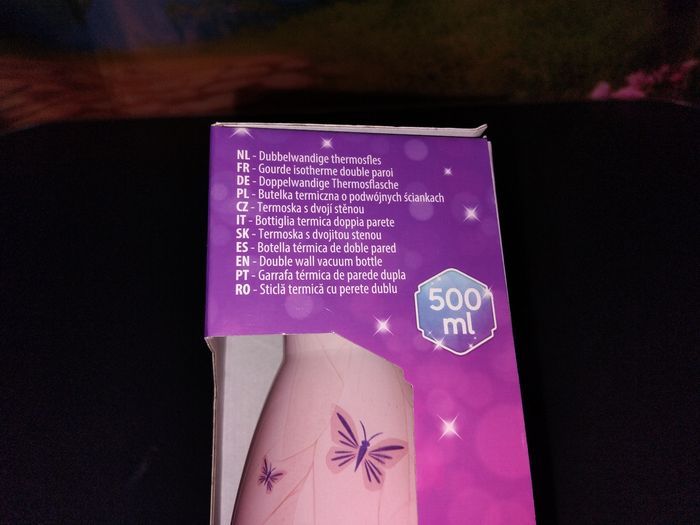 NL - Dubbelwandige thermosfles
FR - Gourde isotherme double paroi
DE - Doppelwandige Thermosflasche
PL - Butelka termiczna o podwójnych ściankach
CZ - Termoska s dvojí stěnou
IT - Bottiglia termica doppia parete
SK - Termoska s dvojitou stenou
ES - Botella térmica de doble pared
EN - Double wall vacuum bottle
PT - Garrafa térmica de parede dupla
RO - Sticlă termică cu perete dublu
500
ml